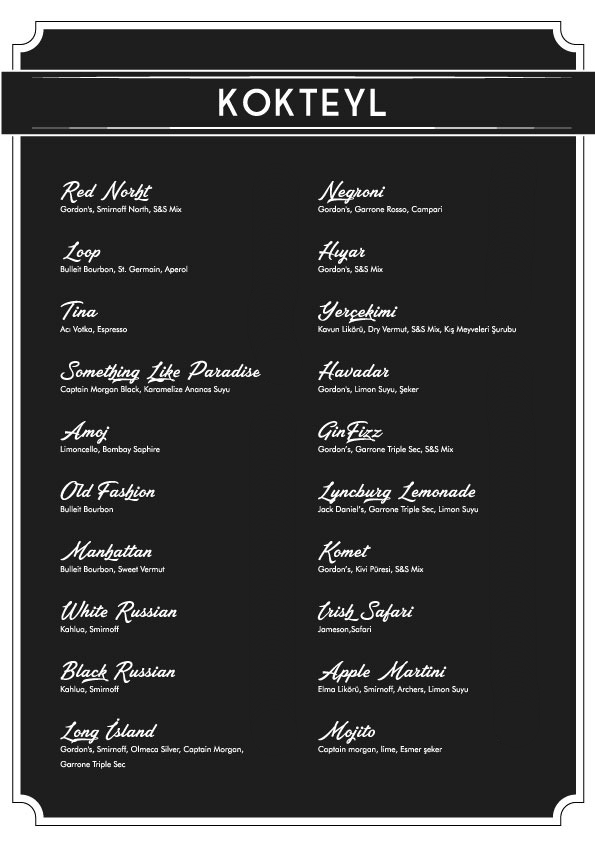 KOKTEYL
Red Norht
Gordon's, Smirnoff North, S&S Mix
Loop
Bulleit Bourbon, St. Germain, Aperol
Tina
Acı Votka, Espresso
Something Like Paradise
Captain Morgan Black, Karamelize Ananas Suyu
Amoj
Limoncello, Bombay Saphire
Old Fashion
Bulleit Bourbon
Manhattan
Bulleit Bourbon, Sweet Vermut
White Russian
Kahlua, Smirnoff
Black Russian
Kahlua, Smirnoff
Long İsland
Gordon's, Smirnoff, Olmeca Silver, Captain Morgan,
Garrone Triple Sec
Negroni
Gordon's, Garrone Rosso, Campari
Hıyar
Gordon's, S&S Mix
Yerçekimi
Kavun Likörü, Dry Vermut, S&S Mix, Kış Meyveleri Şurubu
Havadar
Gordon's, Limon Suyu, Şeker
GinFizz
Gordon's, Garrone Triple Sec, S&S Mix
Lyncburg Lemonade
Jack Daniel's, Garrone Triple Sec, Limon Suyu
Komet
Gordon's, Kivi Püresi, S&S Mix
Irish Safari
Jameson,Safari
Apple Martini
Elma Likörü, Smirnoff, Archers, Limon Suyu
Mojito
Captain morgan, lime, Esmer şeker